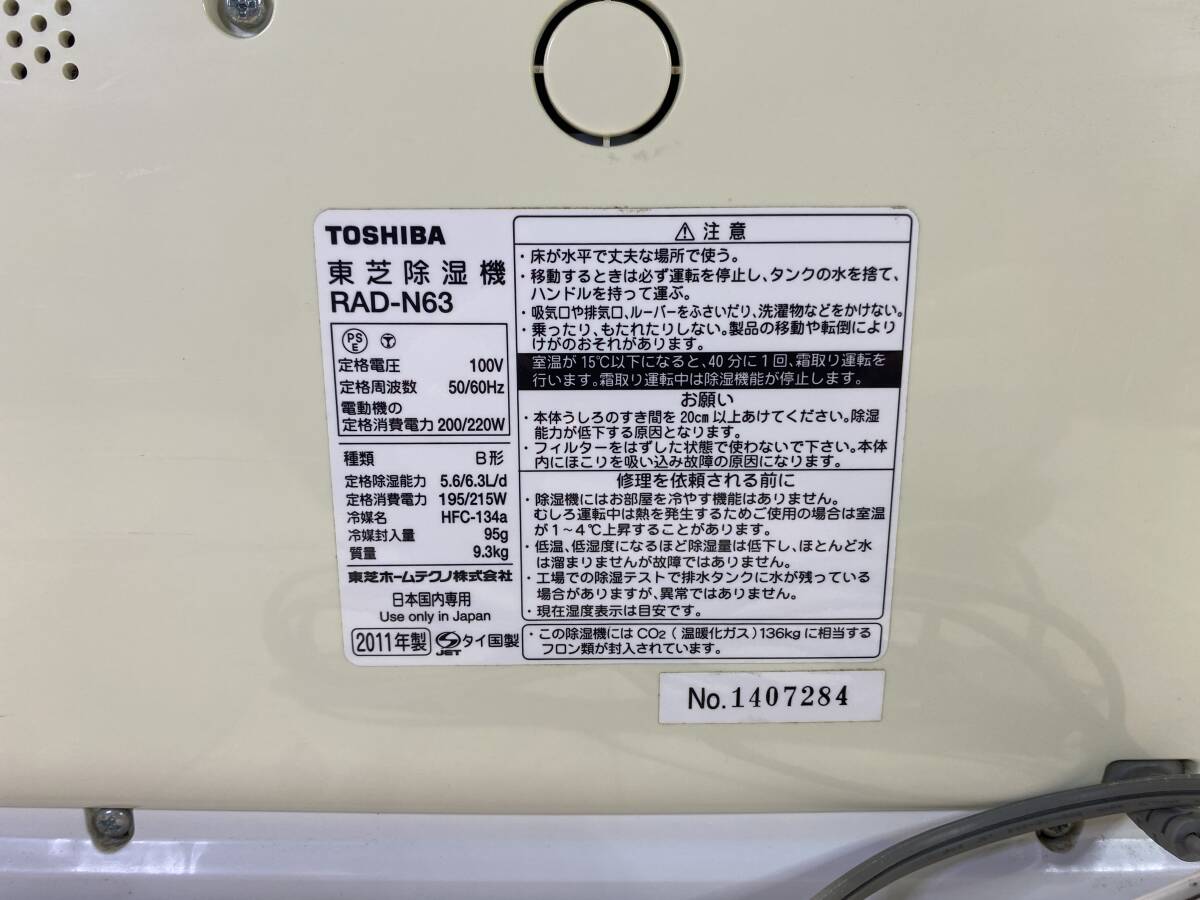 TOSHIBA
東芝除湿機
RAD-N63
PS
E
定格電圧 100V
定格周波数 50/60Hz
電動機の
定格消費電力 200/220W
種類 B形
定格除湿能力 5.6/6.3L/d
定格消費電力 195/215W
冷媒名 HFC-134a
冷媒封入量 95g
質量 9.3kg
東芝ホームテクノ株式会社
日本国内専用
Use only in Japan
2011年製 JET タイ国製
⚠ 注意
・床が水平で丈夫な場所で使う。
・移動するときは必ず運転を停止し、タンクの水を捨て、
ハンドルを持って運ぶ。
・吸気口や排気口、ルーバーをふさいだり、洗濯物などをかけない。
・乗ったり、もたれたりしない。製品の移動や転倒により
けがのおそれがあります。
室温が15℃以下になると、40分に1回、霜取り運転を
行います。霜取り運転中は除湿機能が停止します。
お願い
・本体うしろのすき間を20cm以上あけてください。除湿
能力が低下する原因となります。
・フィルターをはずした状態で使わないで下さい。本体
内にほこりを吸い込み故障の原因になります。
修理を依頼される前に
・除湿機にはお部屋を冷やす機能はありません。
むしろ運転中は熱を発生するためご使用の場合は室温
が1~4℃上昇することがあります。
・低温、低湿度になるほど除湿量は低下し、ほとんど水
は溜まりませんが故障ではありません。
・工場での除湿テストで排水タンクに水が残っている
場合がありますが、異常ではありません。
・現在湿度表示は目安です。
・この除湿機にはCO2(温暖化ガス)136kgに相当する
フロン類が封入されています。
No.1407284